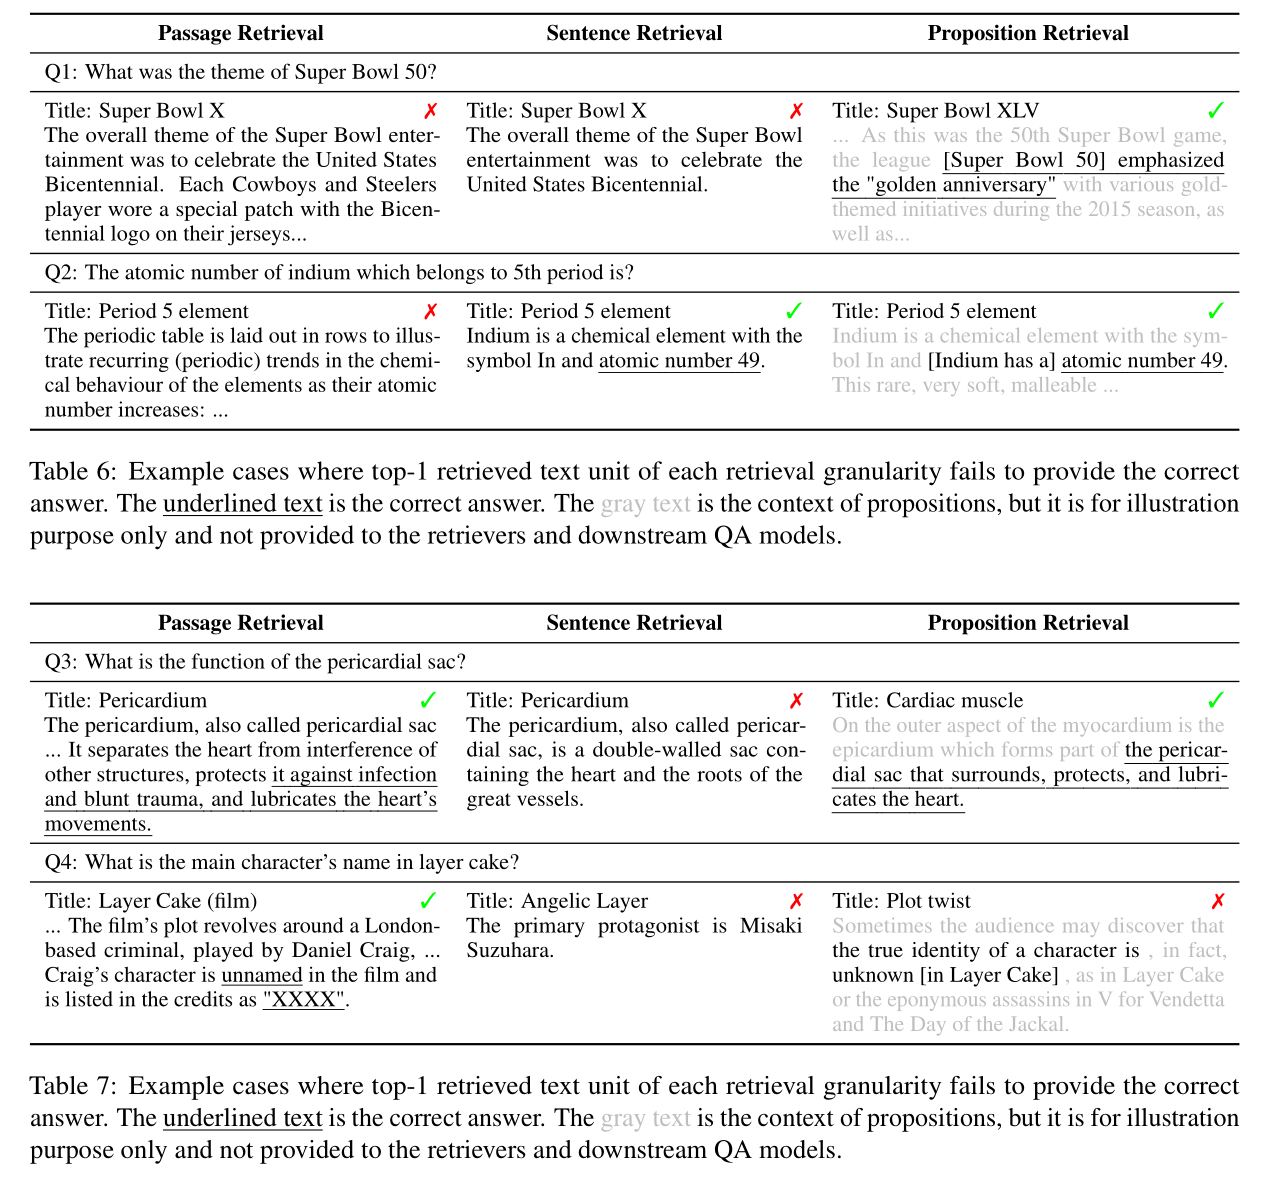 Passage Retrieval Sentence Retrieval Proposition Retrieval
Q1: What was the theme of Super Bowl 50?
Title: Super Bowl X ✗
The overall theme of the Super Bowl enter-
tainment was to celebrate the United States
Bicentennial. Each Cowboys and Steelers
player wore a special patch with the Bicen-
tennial logo on their jerseys...
Title: Super Bowl X ✗
The overall theme of the Super Bowl
entertainment was to celebrate the
United States Bicentennial.
Title: Super Bowl XLV ✓
... As this was the 50th Super Bowl game,
the league [Super Bowl 50] emphasized
the "golden anniversary" with various gold-
themed initiatives during the 2015 season, as
well as...
Q2: The atomic number of indium which belongs to 5th period is?
Title: Period 5 element ✗
The periodic table is laid out in rows to illus-
trate recurring (periodic) trends in the chemi-
cal behaviour of the elements as their atomic
number increases: ...
Title: Period 5 element ✓
Indium is a chemical element with the
symbol In and atomic number 49.
Title: Period 5 element ✓
Indium is a chemical element with the sym-
bol In and [Indium has a] atomic number 49.
This rare, very soft, malleable ...
Table 6: Example cases where top-1 retrieved text unit of each retrieval granularity fails to provide the correct
answer. The underlined text is the correct answer. The gray text is the context of propositions, but it is for illustration
purpose only and not provided to the retrievers and downstream QA models.
Passage Retrieval Sentence Retrieval Proposition Retrieval
Q3: What is the function of the pericardial sac?
Title: Pericardium ✓
The pericardium, also called pericardial sac
... It separates the heart from interference of
other structures, protects it against infection
and blunt trauma, and lubricates the heart's
movements.
Title: Pericardium ✗
The pericardium, also called pericar-
dial sac, is a double-walled sac con-
taining the heart and the roots of the
great vessels.
Title: Cardiac muscle ✓
On the outer aspect of the myocardium is the
epicardium which forms part of the pericar-
dial sac that surrounds, protects, and lubri-
cates the heart.
Q4: What is the main character's name in layer cake?
Title: Layer Cake (film) ✓
... The film's plot revolves around a London-
based criminal, played by Daniel Craig, ...
Craig's character is unnamed in the film and
is listed in the credits as "XXXX".
Title: Angelic Layer ✗
The primary protagonist is Misaki
Suzuhara.
Title: Plot twist ✗
Sometimes the audience may discover that
the true identity of a character is , in fact,
unknown [in Layer Cake] , as in Layer Cake
or the eponymous assassins in V for Vendetta
and The Day of the Jackal.
Table 7: Example cases where top-1 retrieved text unit of each retrieval granularity fails to provide the correct
answer. The underlined text is the correct answer. The gray text is the context of propositions, but it is for illustration
purpose only and not provided to the retrievers and downstream QA models.